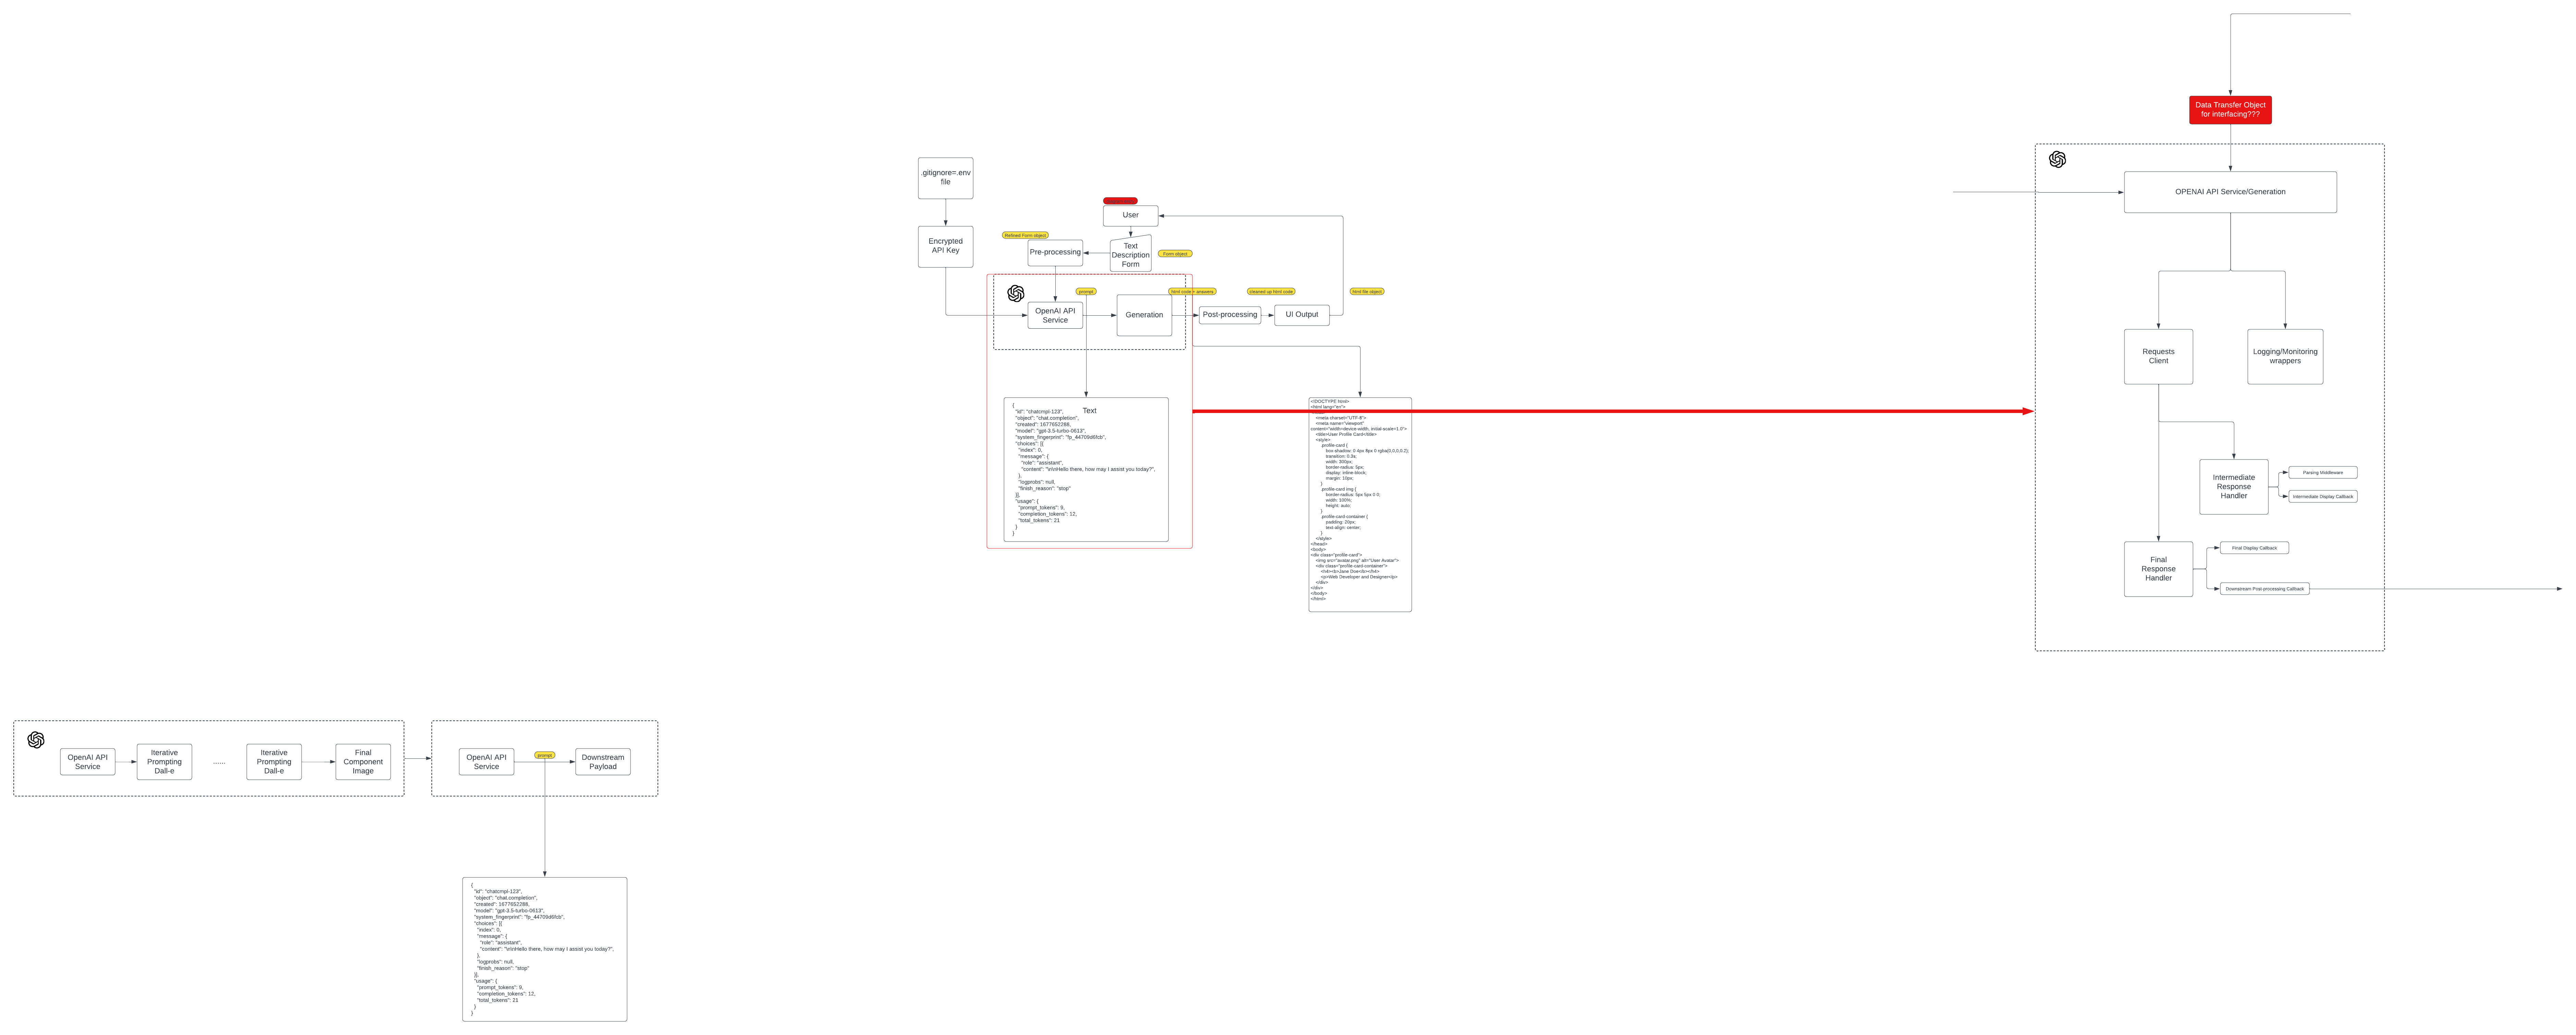 Data Transfer Object
for interfacing???
OPENAI API Service/Generation
Requests
Client
Logging/Monitoring
wrappers
Intermediate
Response
Handler
Parsing Middleware
Intermediate Display Callback
Final
Response
Handler
Final Display Callback
Downstream Post-processing Callback
.gitignore=.env
file
Encrypted
API Key
User
Text
Description
Form
Form object
Refined Form object
Pre-processing
prompt
OpenAI API
Service
Generation
html code + answers
Post-processing
cleaned up html code
UI Output
html file object
Text
{
"id": "chatcmpl-123",
"object": "chat.completion",
"created": 1677652288,
"model": "gpt-3.5-turbo-0613",
"system_fingerprint": "fp_44709d6fcb",
"choices": [{
"index": 0,
"message": {
"role": "assistant",
"content": "\n\nHello there, how may I assist you today?",
},
"logprobs": null,
"finish_reason": "stop"
}],
"usage": {
"prompt_tokens": 9,
"completion_tokens": 12,
"total_tokens": 21
}
}
<!DOCTYPE html>
<html lang="en">
<meta charset="UTF-8">
<meta name="viewport"
content="width=device-width, initial-scale=1.0">
<title>User Profile Card</title>
<style>
.profile-card {
box-shadow: 0 4px 8px 0 rgba(0,0,0,0.2);
transition: 0.3s;
width: 300px;
border-radius: 5px;
display: inline-block;
margin: 10px;
}
.profile-card img {
border-radius: 5px 5px 0 0;
width: 100%;
height: auto;
}
.profile-card-container {
padding: 20px;
text-align: center;
}
</style>
</head>
<body>
<div class="profile-card">
<img src="avatar.png" alt="User Avatar">
<div class="profile-card-container">
<h4><b>Jane Doe</b></h4>
<p>Web Developer and Designer</p>
</div>
</div>
</body>
</html>
OpenAI API
Service
Iterative
Prompting
Dall-e
......
Iterative
Prompting
Dall-e
Final
Component
Image
OpenAI API
Service
prompt
Downstream
Payload
{
"id": "chatcmpl-123",
"object": "chat.completion",
"created": 1677652288,
"model": "gpt-3.5-turbo-0613",
"system_fingerprint": "fp_44709d6fcb",
"choices": [{
"index": 0,
"message": {
"role": "assistant",
"content": "\n\nHello there, how may I assist you today?",
},
"logprobs": null,
"finish_reason": "stop"
}],
"usage": {
"prompt_tokens": 9,
"completion_tokens": 12,
"total_tokens": 21
}
}